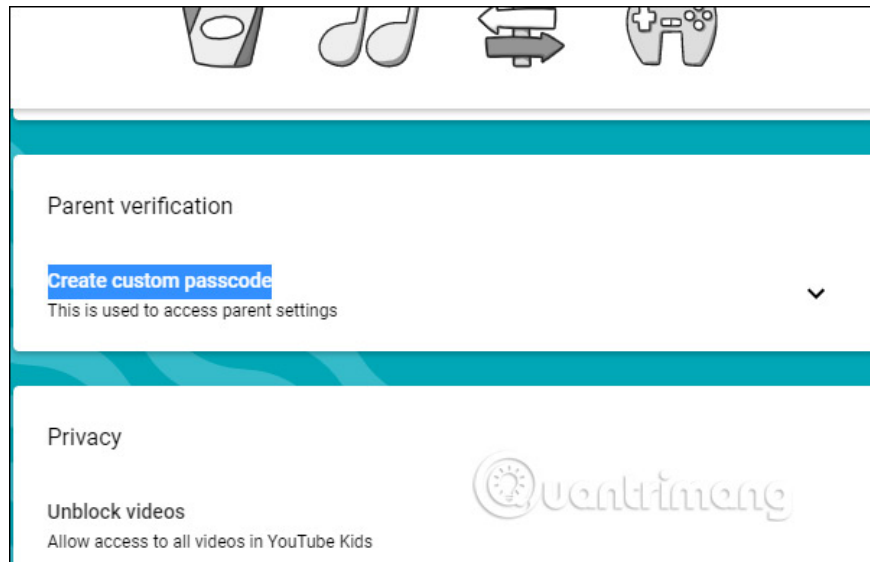 Parent verification
Create custom passcode
This is used to access parent settings
Privacy
Quantrimang
Unblock videos
Allow access to all videos in YouTube Kids